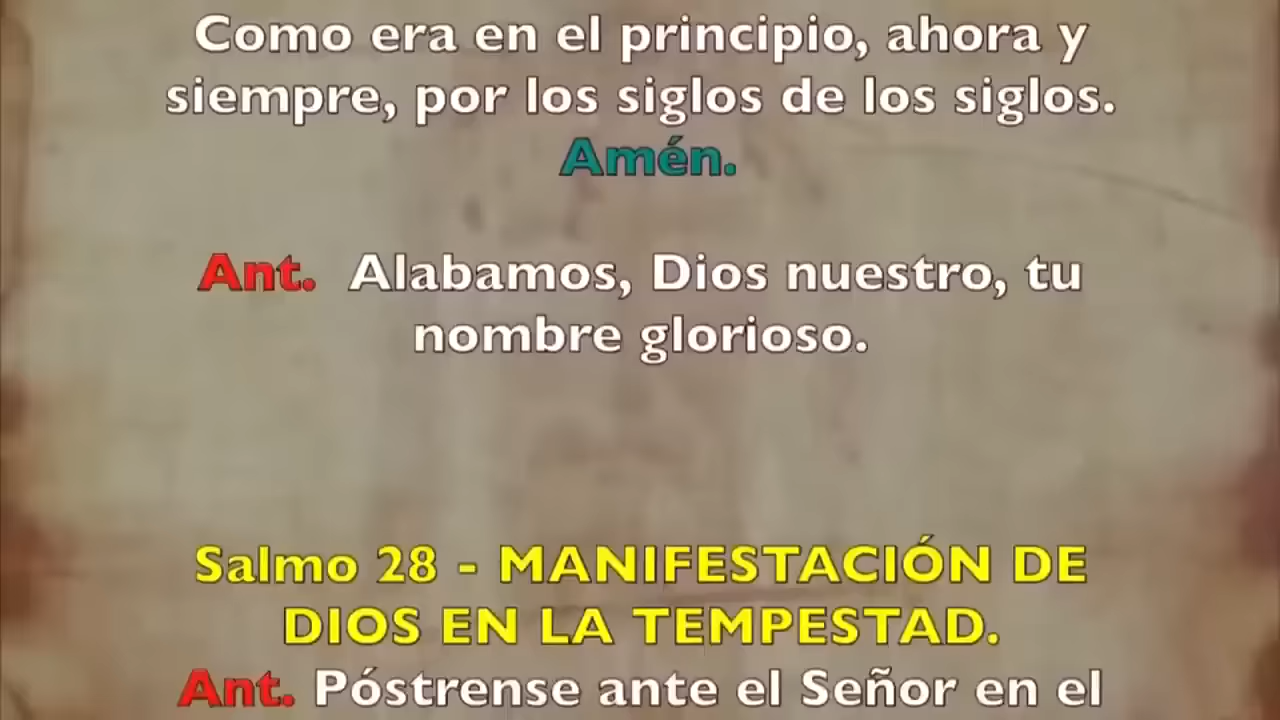 Como era en el principio, ahora y
siempre, por los siglos de los siglos.
Amén.
Ant. Alabamos, Dios nuestro, tu
nombre glorioso.
Salmo 28 - MANIFESTACIÓN DE
DIOS EN LA TEMPESTAD.
Ant. Póstrense ante el Señor en el